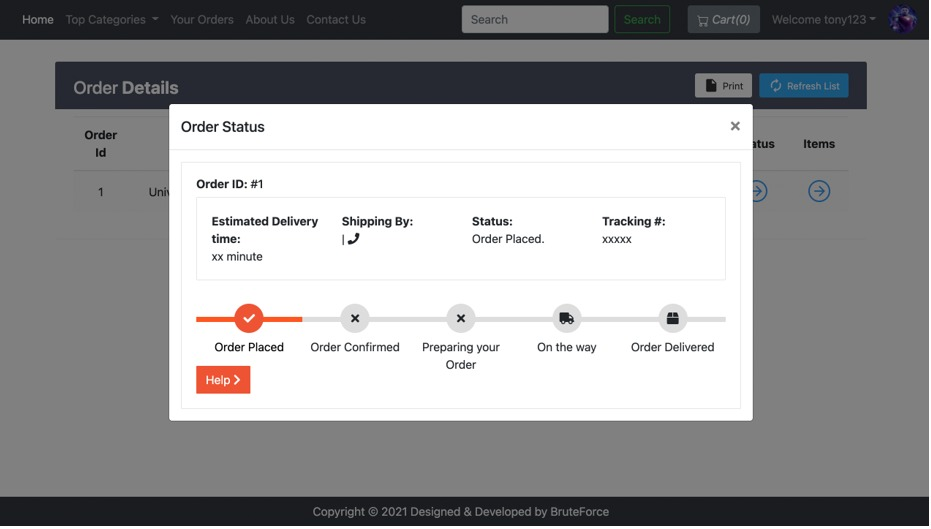 Home Top Categories Your Orders About Us Contact Us Search Search Cart(0) Welcome tony123
Order Details Print Refresh List
Order Status ×
Order
Id
Items
1
Order ID: #1
Estimated Delivery
time:
xx minute
Shipping By:
|
Status:
Order Placed.
Tracking #:
xxxxx
Order Placed Order Confirmed Preparing your
Order
On the way Order Delivered
Help
Copyright © 2021 Designed & Developed by BruteForce